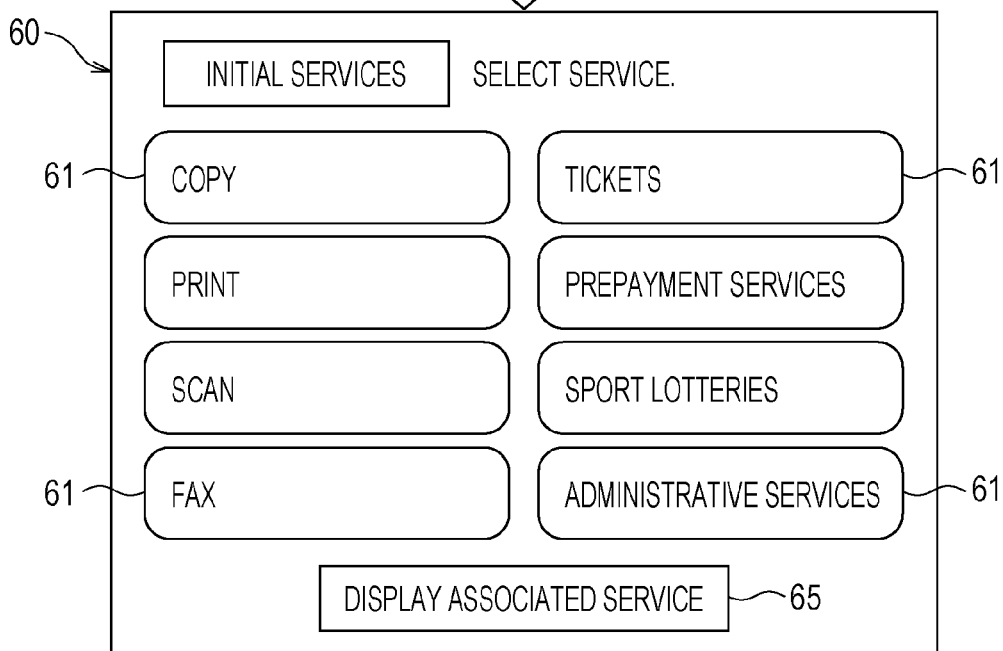 60
INITIAL SERVICES SELECT SERVICE.
61 COPY TICKETS 61
PRINT PREPAYMENT SERVICES
SCAN SPORT LOTTERIES
61 FAX ADMINISTRATIVE SERVICES 61
DISPLAY ASSOCIATED SERVICE 65